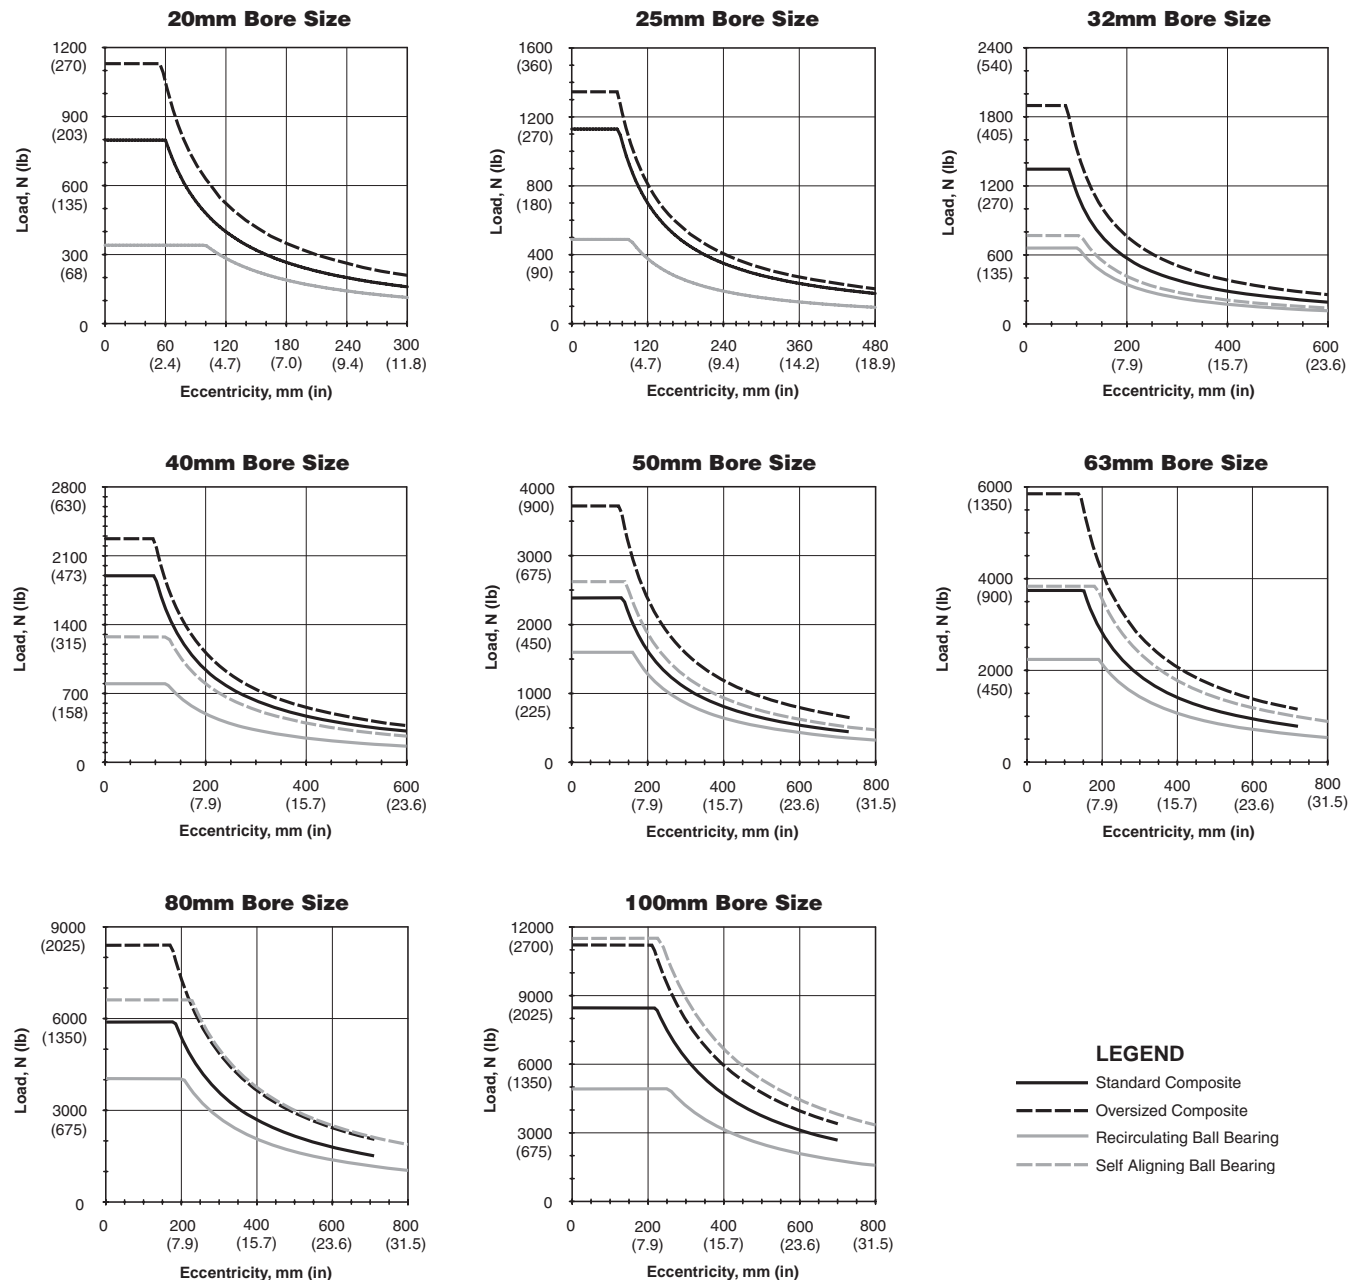 20mm Bore Size
1200
(270)
900
(203)
600
(135)
300
(68)
0
Load, N (lb)
0 60 120 180 240 300
(2.4) (4.7) (7.0) (9.4) (11.8)
Eccentricity, mm (in)
25mm Bore Size
1600
(360)
1200
(270)
800
(180)
400
(90)
0
Load, N (lb)
0 120 240 360 480
(4.7) (9.4) (14.2) (18.9)
Eccentricity, mm (in)
32mm Bore Size
2400
(540)
1800
(405)
1200
(270)
600
(135)
0
Load, N (lb)
0 200 400 600
(7.9) (15.7) (23.6)
Eccentricity, mm (in)
40mm Bore Size
2800
(630)
2100
(473)
1400
(315)
700
(158)
0
Load, N (lb)
0 200 400 600
(7.9) (15.7) (23.6)
Eccentricity, mm (in)
50mm Bore Size
4000
(900)
3000
(675)
2000
(450)
1000
(225)
0
Load, N (lb)
0 200 400 600 800
(7.9) (15.7) (23.6) (31.5)
Eccentricity, mm (in)
63mm Bore Size
6000
(1350)
4000
(900)
2000
(450)
0
Load, N (lb)
0 200 400 600 800
(7.9) (15.7) (23.6) (31.5)
Eccentricity, mm (in)
80mm Bore Size
9000
(2025)
6000
(1350)
3000
(675)
0
Load, N (lb)
0 200 400 600 800
(7.9) (15.7) (23.6) (31.5)
Eccentricity, mm (in)
100mm Bore Size
12000
(2700)
9000
(2025)
6000
(1350)
3000
(675)
0
Load, N (lb)
0 200 400 600 800
(7.9) (15.7) (23.6) (31.5)
Eccentricity, mm (in)
LEGEND
Standard Composite
Oversized Composite
Recirculating Ball Bearing
Self Aligning Ball Bearing